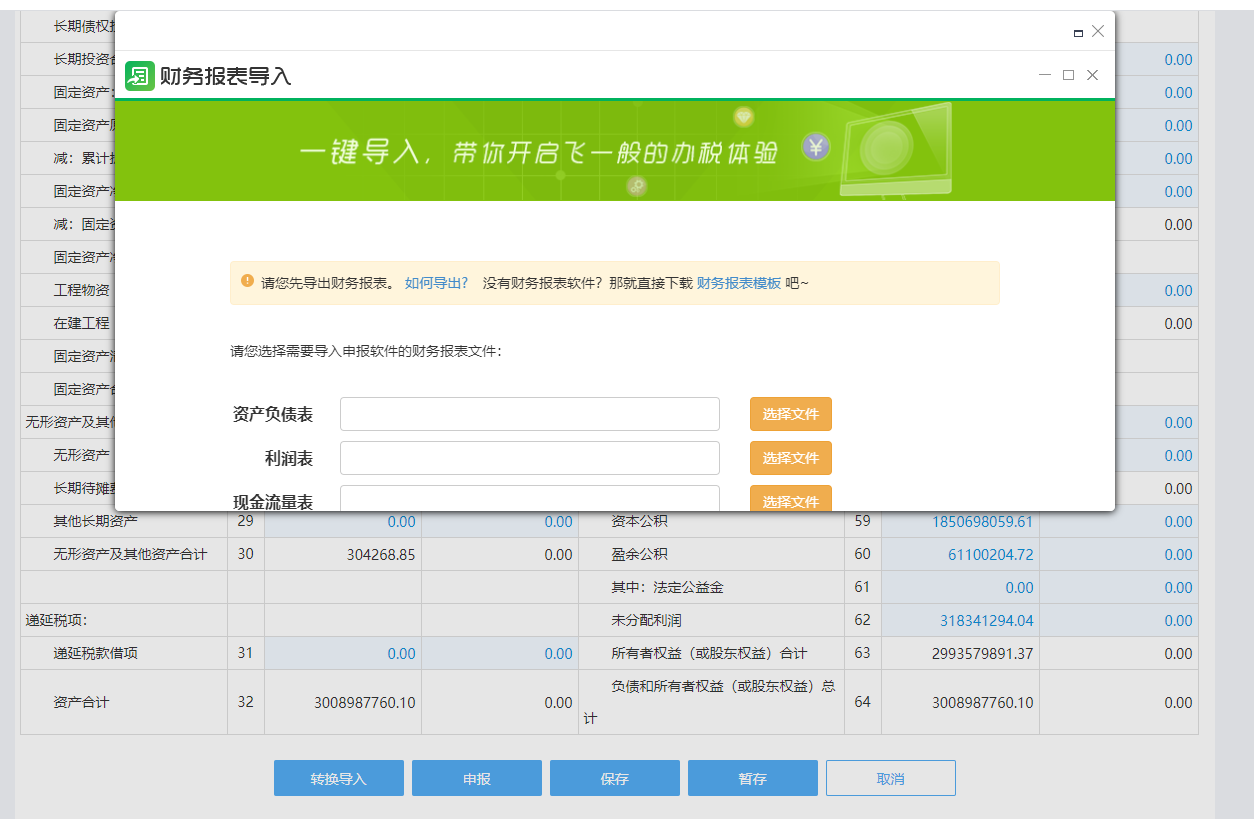 长期债权
长期投资
0.00
财务报表导入
固定资产：
0.00
固定资产
0.00
一键导入，带你开启飞一般的办税体验
¥
减：累计
0.00
固定资产
0.00
减：固定
0.00
固定资产
请您先导出财务报表。 如何导出? 没有财务报表软件？那就直接下载 财务报表模板 吧~
工程物资
0.00
在建工程
0.00
固定资产
请您选择需要导入申报软件的财务报表文件：
固定资产
无形资产及其他
资产负债表 选择文件
0.00
无形资产
利润表 选择文件
0.00
长期待摊
现金流量表 选择文件
0.00
其他长期资产 29 0.00 0.00 资本公积 59 1850698059.61 0.00
无形资产及其他资产合计 30 304268.85 0.00 盈余公积 60 61100204.72 0.00
其中：法定公益金 61 0.00 0.00
递延税项： 未分配利润 62 318341294.04 0.00
递延税款借项 31 0.00 0.00 所有者权益（或股东权益）合计 63 2993579891.37 0.00
资产合计 32 3008987760.10 0.00 负债和所有者权益（或股东权益）总
计 64 3008987760.10 0.00
转换导入 申报 保存 暂存 取消